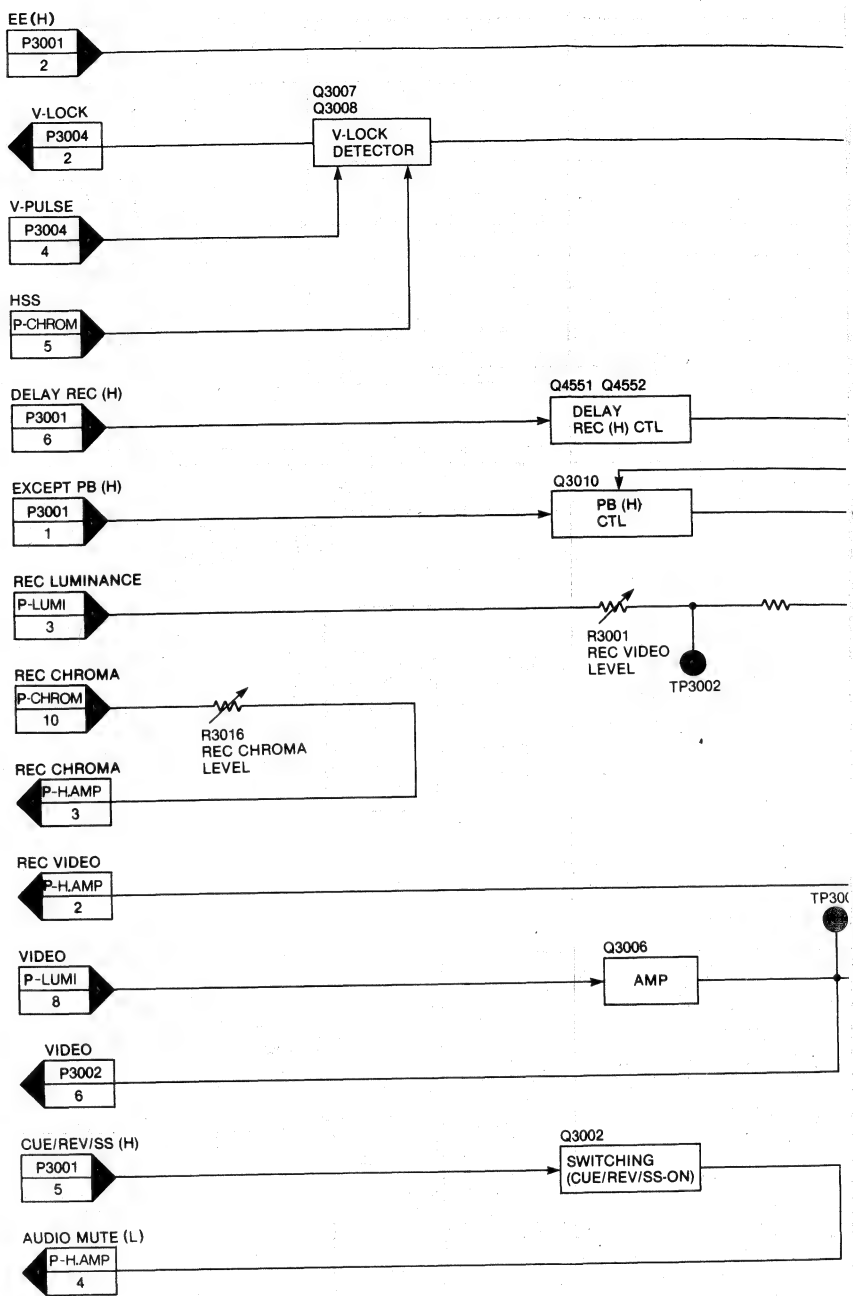 EE (H)
P3001
2
Q3007
Q3008
V-LOCK
P3004
2
V-LOCK
DETECTOR
V-PULSE
P3004
4
HSS
P-CHROM
5
DELAY REC (H)
P3001
6
Q4551 Q4552
DELAY
REC (H) CTL
EXCEPT PB (H)
P3001
1
Q3010
PB (H)
CTL
REC LUMINANCE
P-LUMI
3
R3001
REC VIDEO
LEVEL
TP3002
REC CHROMA
P-CHROM
10
R3016
REC CHROMA
LEVEL
REC CHROMA
P-H.AMP
3
REC VIDEO
P-H.AMP
2
TP300
VIDEO
P-LUMI
8
Q3006
AMP
VIDEO
P3002
6
CUE/REV/SS (H)
P3001
5
Q3002
SWITCHING
(CUE/REV/SS-ON)
AUDIO MUTE (L)
P-H.AMP
4